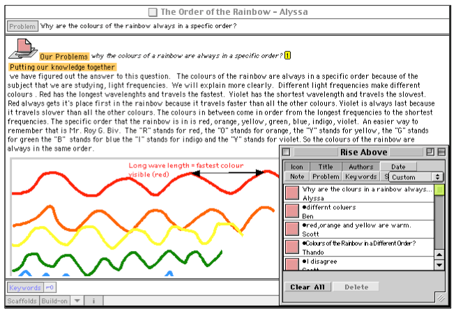 The Order of the Rainbow - Alyssa
Problem Why are the colours of the rainbow are always in a specfic order?
Our Problems why the colours of a rainbow are always in a specific order? 1
Putting our knowledge together.
we have figured out the answer to this question. The colours of the rainbow are always in a specific order because of the
subject that we are studying, light frequencies. We will explain more clearly. Different light frequencies make different
colours . Red has the longest wavelenghts and travels the fastest. Violet has the shortest wavelength and travels the slowest.
Red always gets it's place first in the rainbow because it travels faster than all the other colours. Violet is always last because
it travels slower than all the other colours. The colours in between come in order from the longest frequencies to the shortest
frequencies. The specific order that the rainbow is in is red, orange, yellow, green, blue, indigo, violet. An easier way to
remember that is Mr. Roy G. Biv. The "R" stands for red, the "O" stands for orange, the "Y" stands for yellow, the "G" stands
for green the "B" stands for blue the "I" stands for indigo and the "Y" stands for violet. So the colours of the rainbow are
always in the same order.
Long wave length = fastest colour
visible (red)
Rise Above
Icon Title Authors Date
Note Problem Keywords S Custom
Why are the clours in a rainbow always...
Alyssa
differnt coluers
Ben
red,orange and yellow are warm.
Scott
Colours of the Rainbow in a Different Order?
Thando
I disagree
Scott
Clear All Delete
Keywords
Scaffolds Build-on i